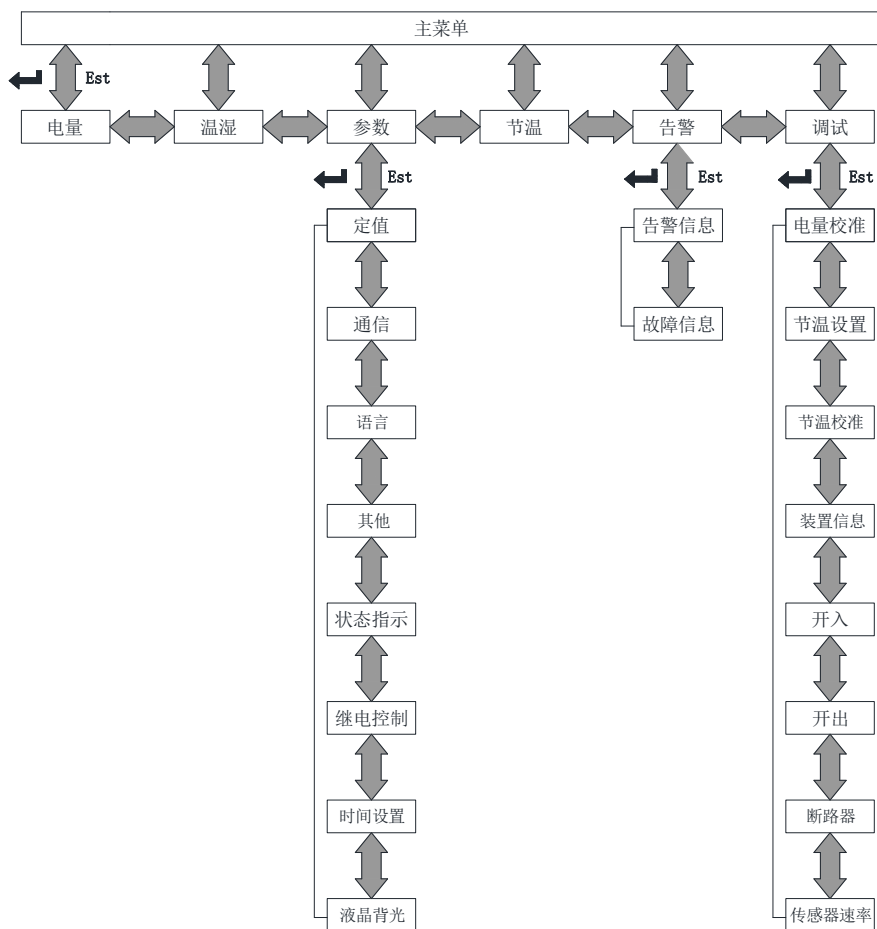 主菜单
Est
电量
温湿
参数
节温
告警
调试
Est
Est
Est
定值
告警信息
电量校准
通信
故障信息
节温设置
语言
节温校准
其他
装置信息
状态指示
开入
继电控制
开出
时间设置
断路器
液晶背光
传感器速率